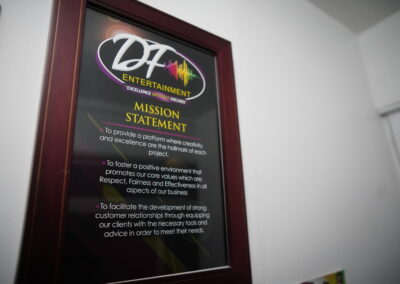 DF
ENTERTAINMENT
EXCELLENCE WITHOUT EXCUSES
MISSION
STATEMENT
- To provide a platform where creativity
and excellence are the hallmark of each
project.
- To foster a positive environment that
promotes our core values which are:
Respect, Fairness and Effectiveness in all
aspects of our business
- To facilitate the development of strong
customer relationships through equipping
our clients with the necessary tools and
advice in order to meet their needs.